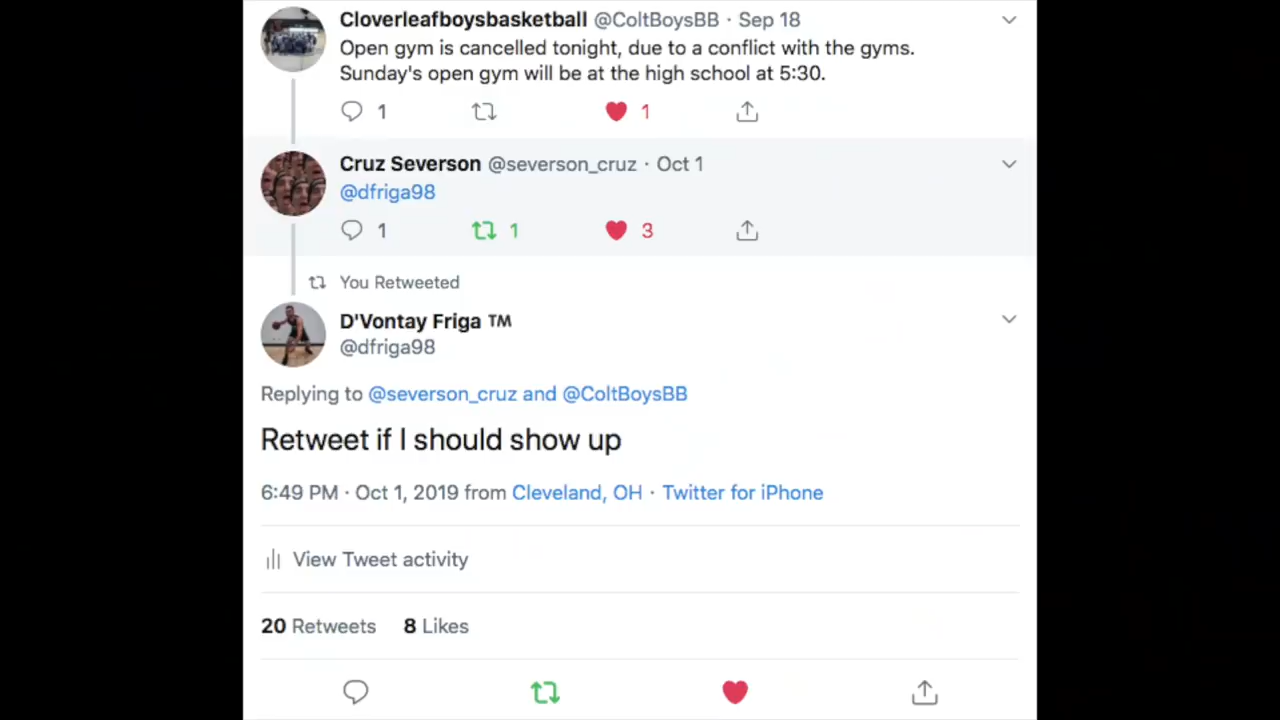 Cloverleafboysbasketball @ColtBoysBB · Sep 18
Open gym is cancelled tonight, due to a conflict with the gyms.
Sunday's open gym will be at the high school at 5:30.
1 1
Cruz Severson @severson_cruz · Oct 1
@dfriga98
1 1 3
You Retweeted
D'Vontay Friga ™
@dfriga98
Replying to @severson_cruz and @ColtBoysBB
Retweet if I should show up
6:49 PM · Oct 1, 2019 from Cleveland, OH · Twitter for iPhone
View Tweet activity
20 Retweets 8 Likes